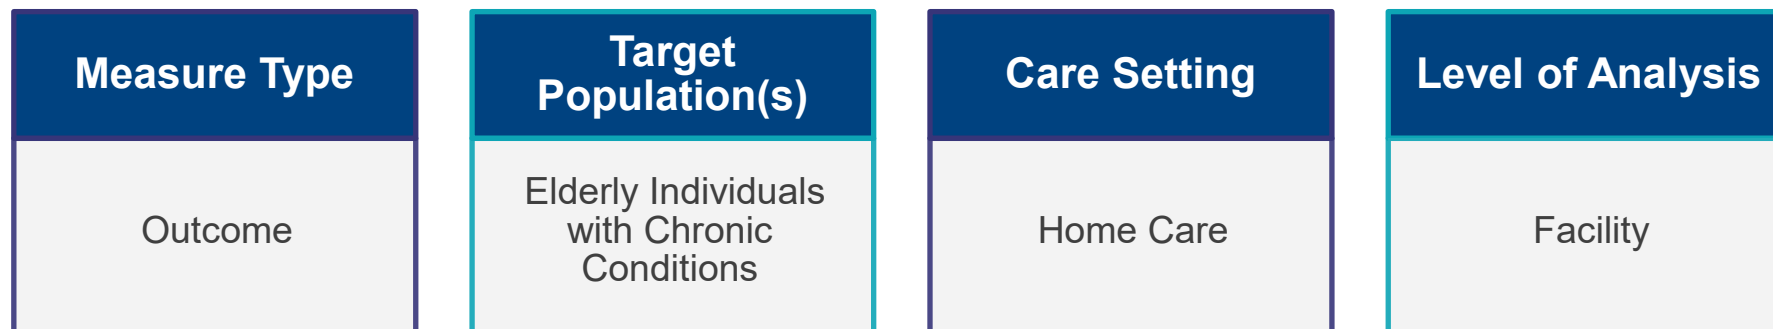 Measure Type
Outcome
Target
Population(s)
Elderly Individuals
with Chronic
Conditions
Care Setting
Home Care
Level of Analysis
Facility